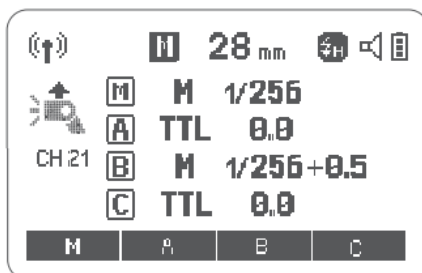 M 28 mm H
M M 1/256
A TTL 0.0
CH:21 B M 1/256+0.5
C TTL 0.0
M A B C